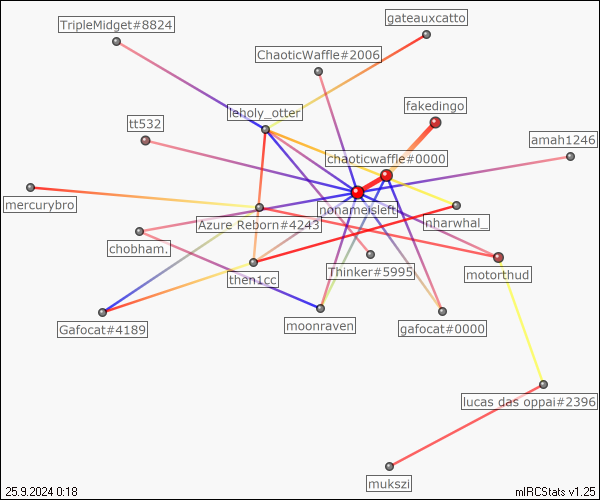 gateauxcatto
TripleMidget#8824
ChaoticWaffle#2006
fakedingo
leholy_otter
tt532
amah1246
chaoticwaffle#0000
mercurybro
nonameisleft
Azure Reborn#4243
nharwhal_
chobham.
Thinker#5995
motorthud
then1cc
Gafocat#4189
moonraven
gafocat#0000
lucas das oppai#2396
mukszi
25.9.2024 0:18
mIRCStats v1.25